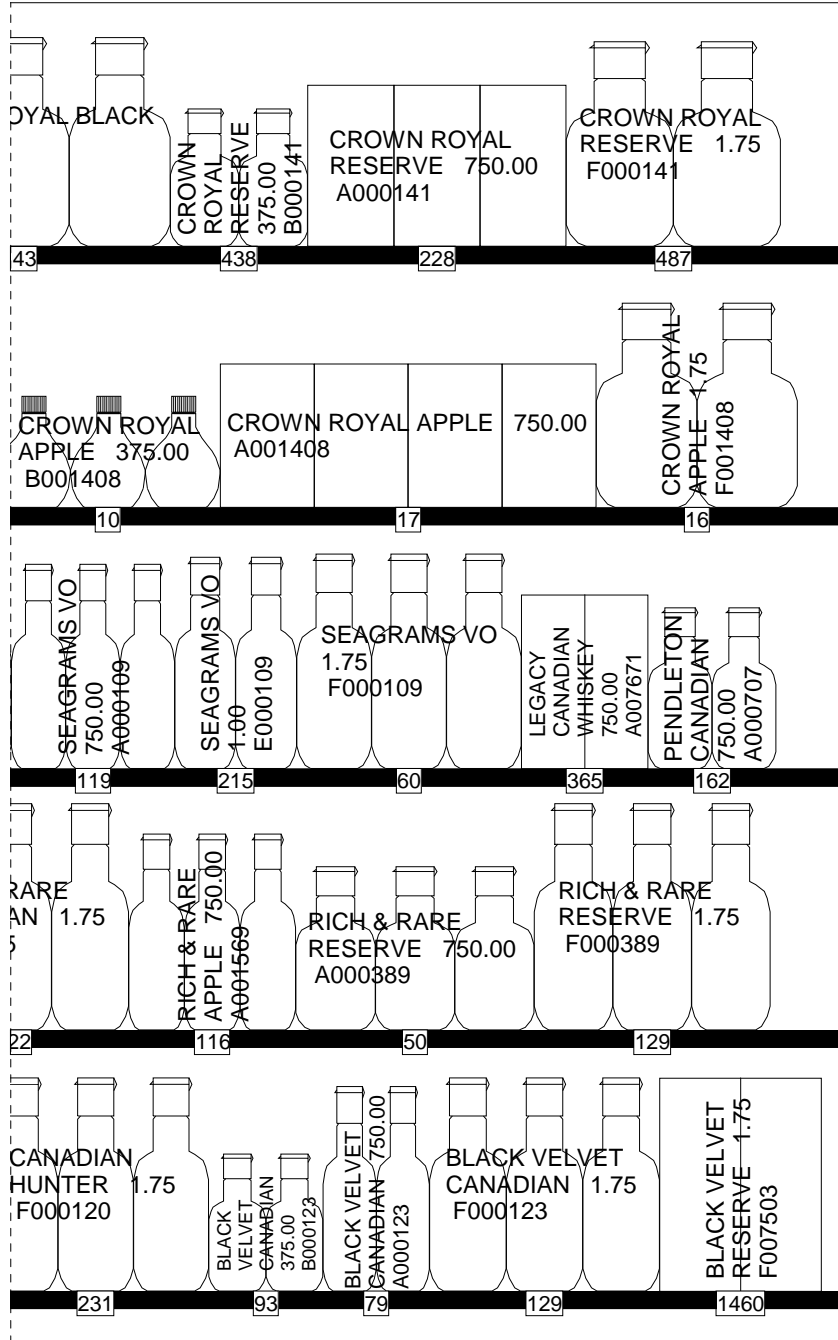 OYAL BLACK
CROWN
ROYAL
RESERVE
375.00
B000141
CROWN ROYAL
RESERVE 750.00
A000141
CROWN ROYAL
RESERVE 1.75
F000141
43
438
228
487
CROWN ROYAL
APPLE 375.00
B001408
CROWN ROYAL APPLE 750.00
A001408
CROWN ROYAL
APPLE 1.75
F001408
10
17
16
SEAGRAMS VO
750.00
A000109
SEAGRAMS VO
1.00
E000109
SEAGRAMS VO
1.75
F000109
LEGACY
CANADIAN
WHISKEY
750.00
A007671
PENDLETON
CANADIAN
750.00
A000707
119
215
60
365
162
RARE
AN 1.75
5
RICH & RARE
APPLE 750.00
A001569
RICH & RARE
RESERVE 750.00
A000389
RICH & RARE
RESERVE 1.75
F000389
22
116
50
129
CANADIAN
HUNTER 1.75
F000120
BLACK
VELVET
CANADIAN
375.00
B000123
BLACK VELVET
CANADIAN 750.00
A000123
BLACK VELVET
CANADIAN 1.75
F000123
BLACK VELVET
RESERVE 1.75
F007503
231
93
79
129
1460